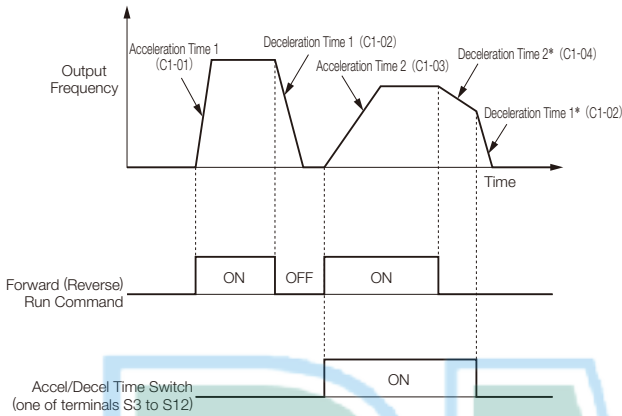 Output
Frequency
Acceleration Time 1
(C1-01)
Deceleration Time 1 (C1-02)
Acceleration Time 2 (C1-03)
Deceleration Time 2* (C1-04)
Deceleration Time 1* (C1-02)
Time
Forward (Reverse)
Run Command
ON
OFF
ON
Accel/Decel Time Switch
(one of terminals S3 to S12)
ON